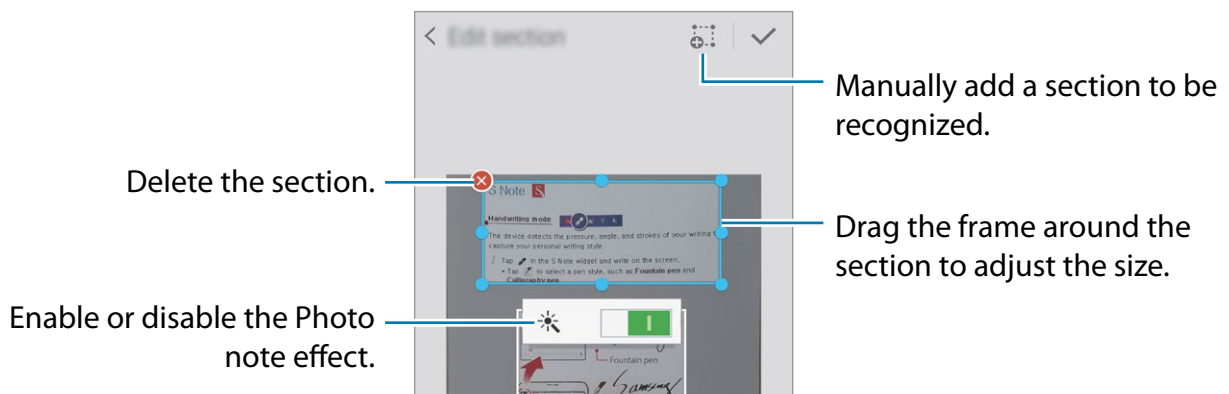 Edit section
Manually add a section to be
recognized.
Delete the section.
S Note S
Handwriting mode
The device detects the pressure, angle, and strokes of your writing t
capture your personal writing style.
1 Tap in the S Note widget and write on the screen.
• Tap to select a pen style, such as Fountain pen and
Calligraphy pen
Drag the frame around the
section to adjust the size.
Enable or disable the Photo
note effect.
Fountain pen
Samsung